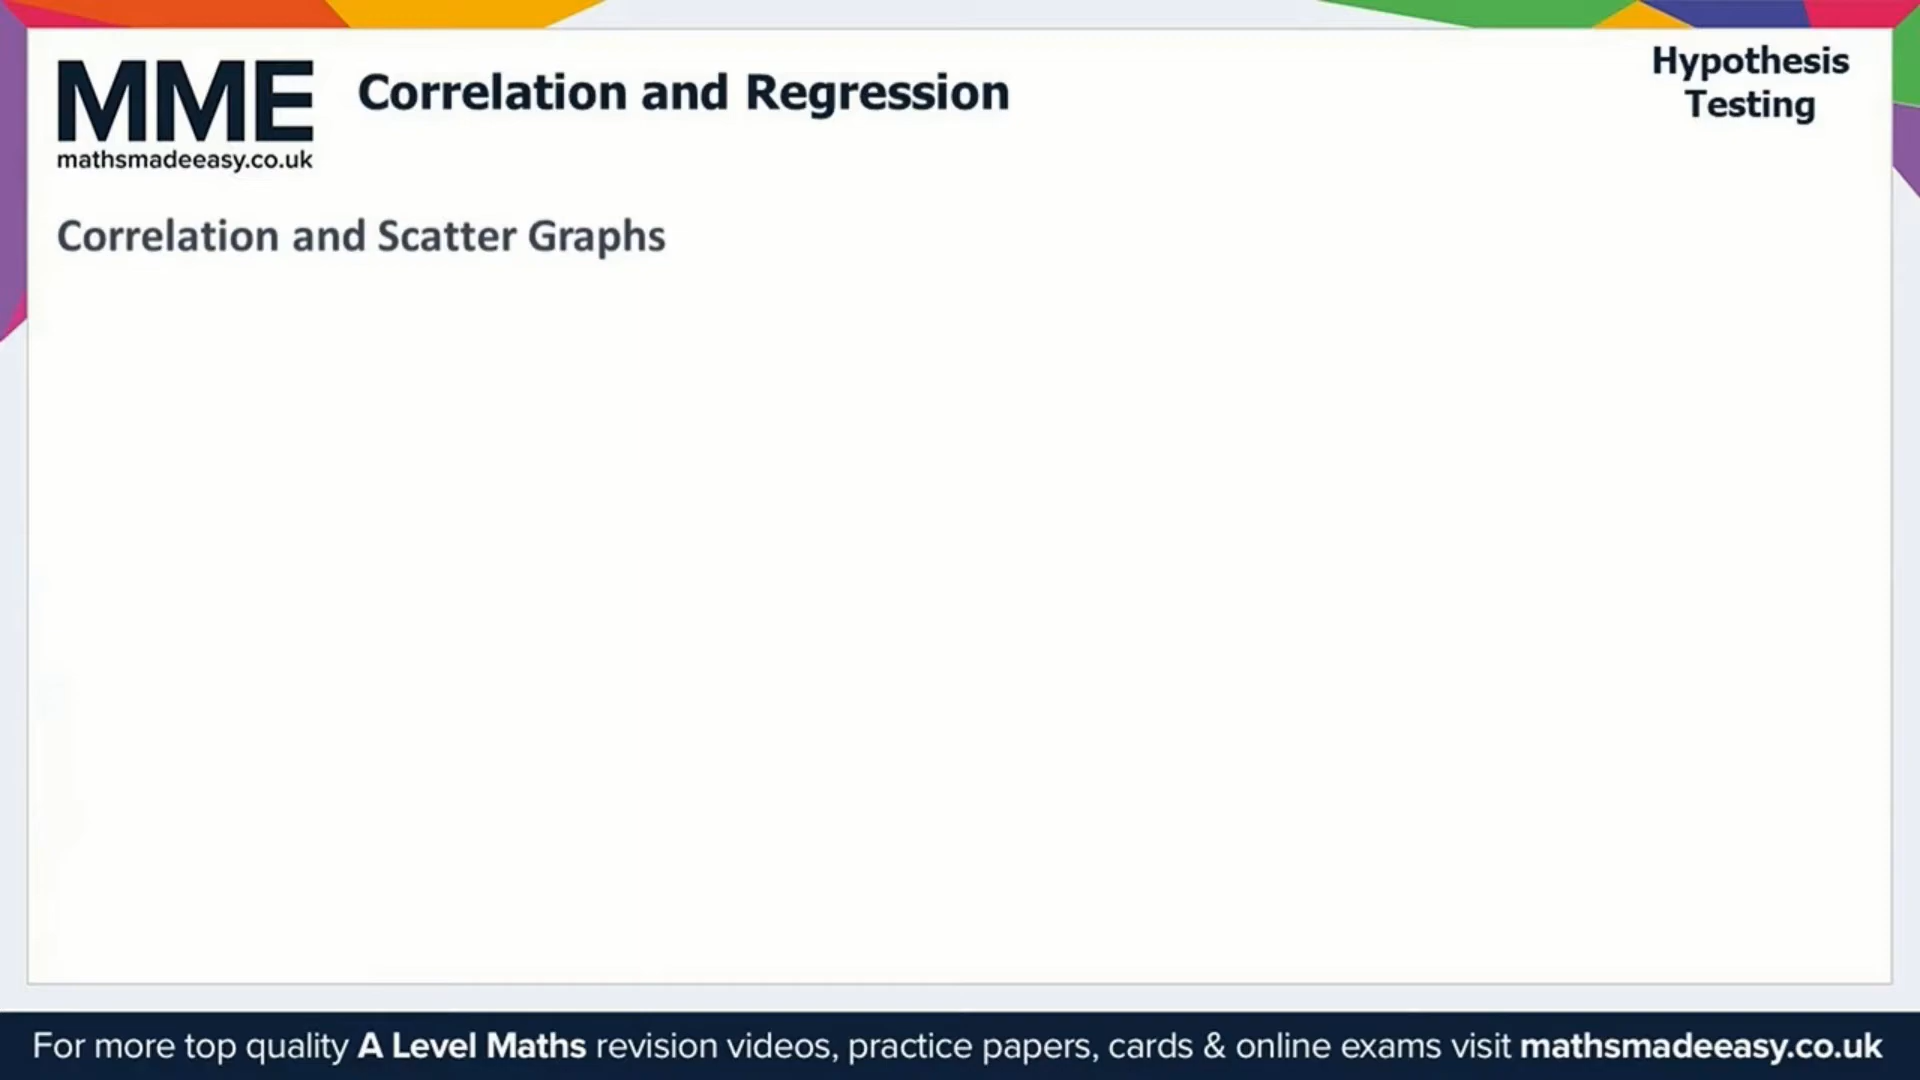 MME
mathsmadeeasy.co.uk
Correlation and Regression
Hypothesis
Testing
Correlation and Scatter Graphs
For more top quality A Level Maths revision videos, practice papers, cards & online exams visit mathsmadeeasy.co.uk